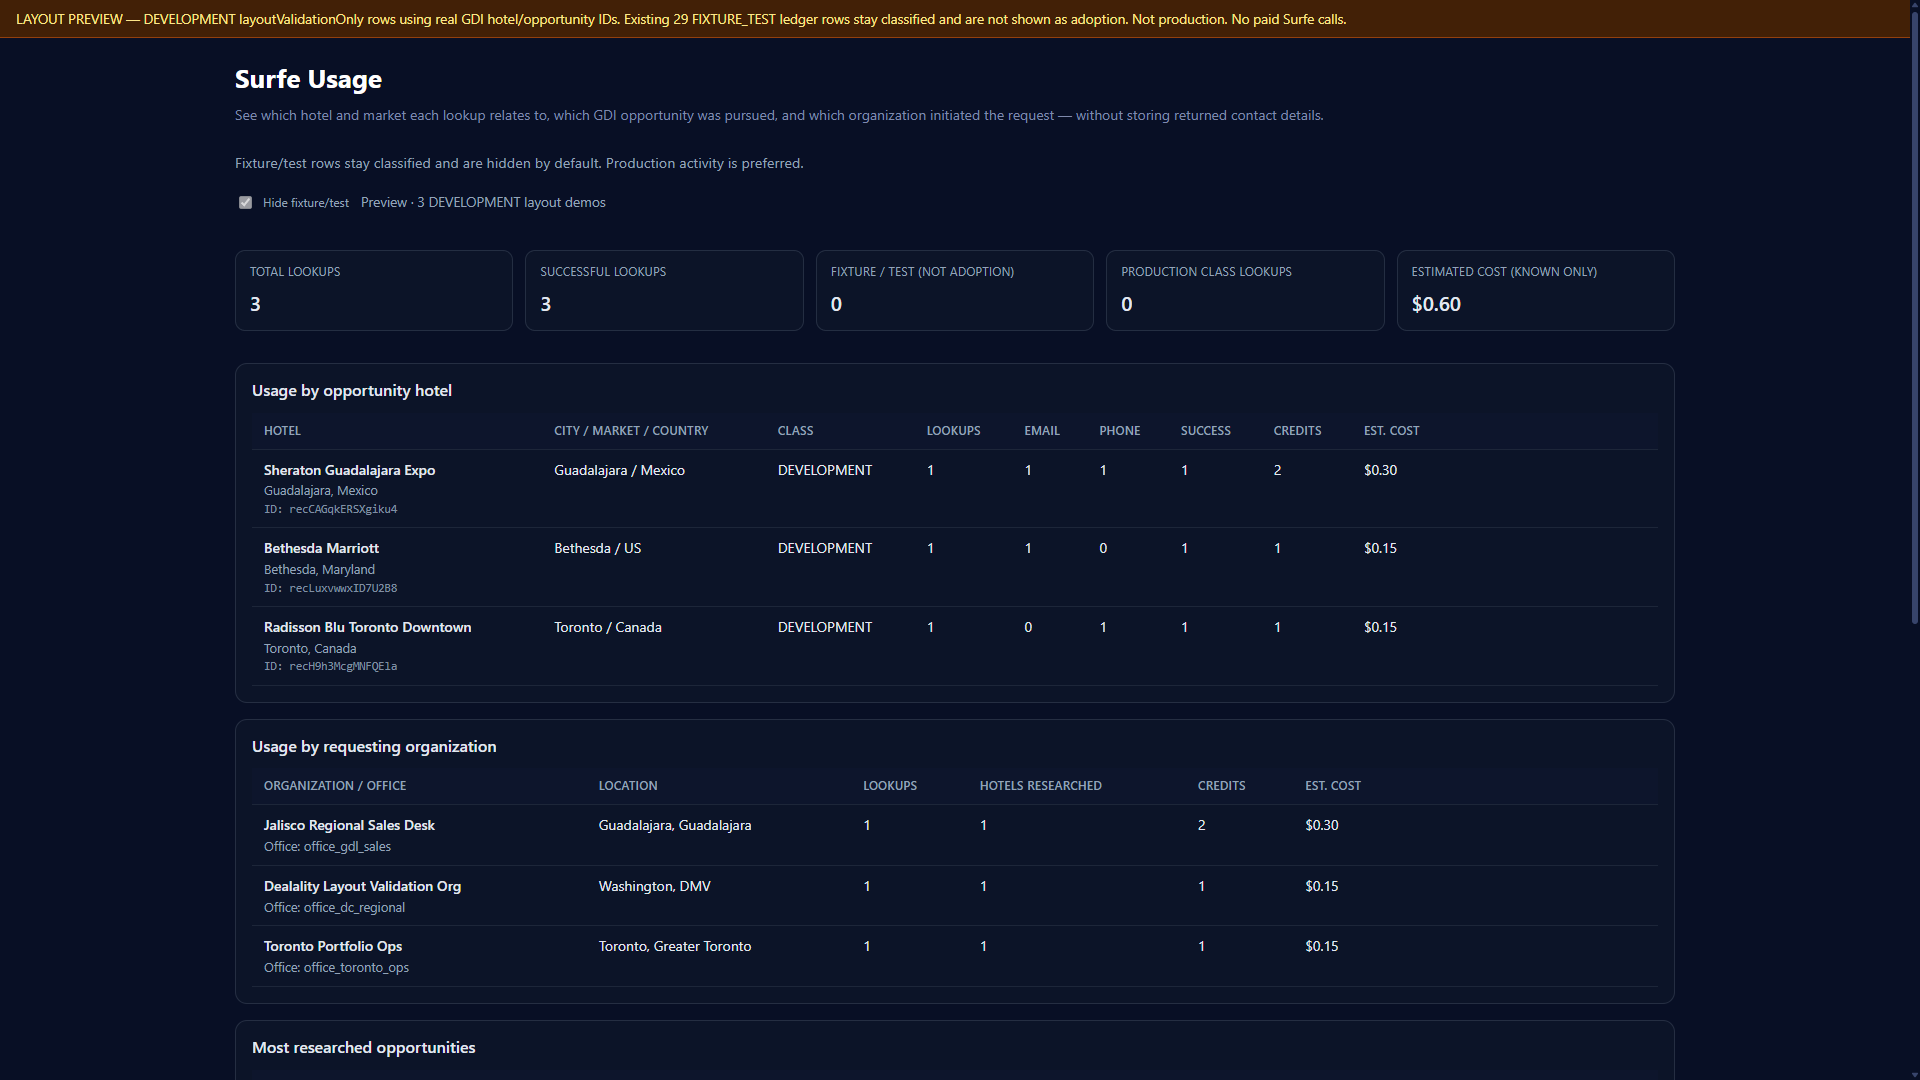 LAYOUT PREVIEW — DEVELOPMENT layoutValidationOnly rows using real GDI hotel/opportunity IDs. Existing 29 FIXTURE_TEST ledger rows stay classified and are not shown as adoption. Not production. No paid Surfe calls.
Surfe Usage
See which hotel and market each lookup relates to, which GDI opportunity was pursued, and which organization initiated the request — without storing returned contact details.
Fixture/test rows stay classified and are hidden by default. Production activity is preferred.
Hide fixture/test Preview · 3 DEVELOPMENT layout demos
TOTAL LOOKUPS SUCCESSFUL LOOKUPS FIXTURE / TEST (NOT ADOPTION) PRODUCTION CLASS LOOKUPS ESTIMATED COST (KNOWN ONLY)
3 3 0 0 $0.60
Usage by opportunity hotel
HOTEL CITY / MARKET / COUNTRY CLASS LOOKUPS EMAIL PHONE SUCCESS CREDITS EST. COST
Sheraton Guadalajara Expo Guadalajara / Mexico DEVELOPMENT 1 1 1 1 2 $0.30
Guadalajara, Mexico
ID: recCAGqkERSXgiku4
Bethesda Marriott Bethesda / US DEVELOPMENT 1 1 0 1 1 $0.15
Bethesda, Maryland
ID: recLuxvwwxID7U2B8
Radisson Blu Toronto Downtown Toronto / Canada DEVELOPMENT 1 0 1 1 1 $0.15
Toronto, Canada
ID: recH9h3McgMNFQEla
Usage by requesting organization
ORGANIZATION / OFFICE LOCATION LOOKUPS HOTELS RESEARCHED CREDITS EST. COST
Jalisco Regional Sales Desk Guadalajara, Guadalajara 1 1 2 $0.30
Office: office_gdl_sales
Dealality Layout Validation Org Washington, DMV 1 1 1 $0.15
Office: office_dc_regional
Toronto Portfolio Ops Toronto, Greater Toronto 1 1 1 $0.15
Office: office_toronto_ops
Most researched opportunities